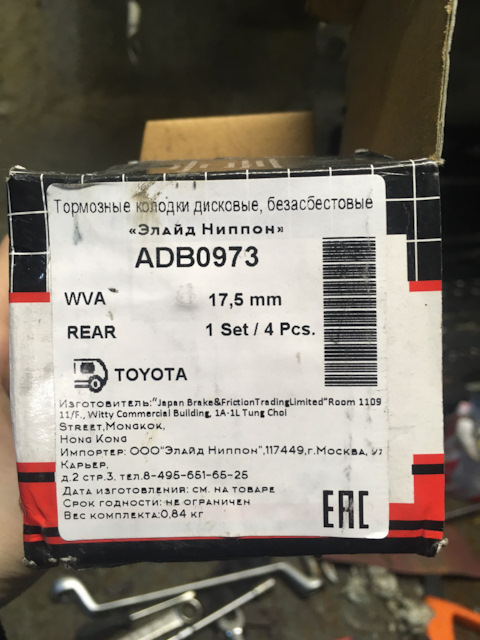 Тормозные колодки дисковые, безасбестовые
«Элайд Ниппон»
ADB0973
WVA 17,5 mm
REAR 1 Set / 4 Pcs.
TOYOTA
Изготовитель:"Japan Brake&FrictionTradingLimited"Room 1109
11/F., Witty Commercial Building, 1A-1L Tung Choi
Street,Mongkok,
Hong Kong
Импортер: ООО"Элайд Ниппон",117449,г.Москва, ул
Карьер,
д.2 стр.3, тел.8-495-651-65-25
Дата изготовления: см. на товаре
Срок годности: не ограничен
Вес комплекта:0,84 кг
EAC